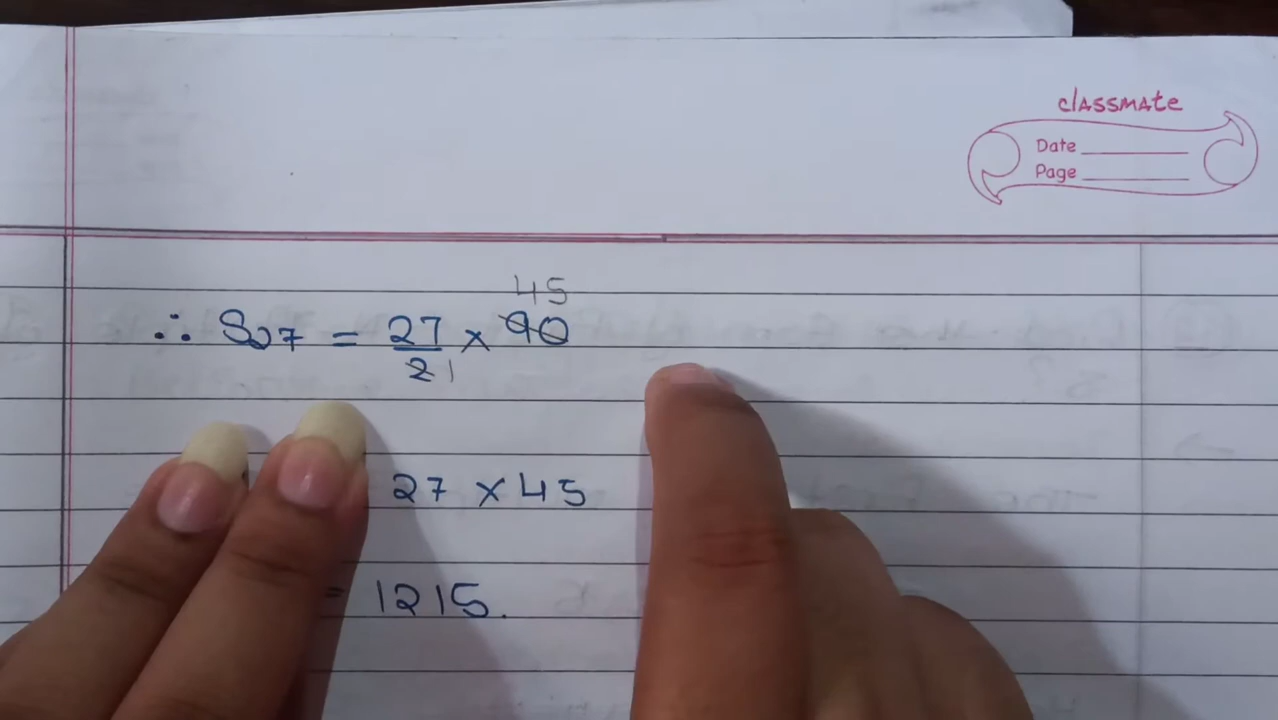 classmate
Date
Page
45
∴ S27 = 27/2 × 90
1
27 × 45
= 1215.